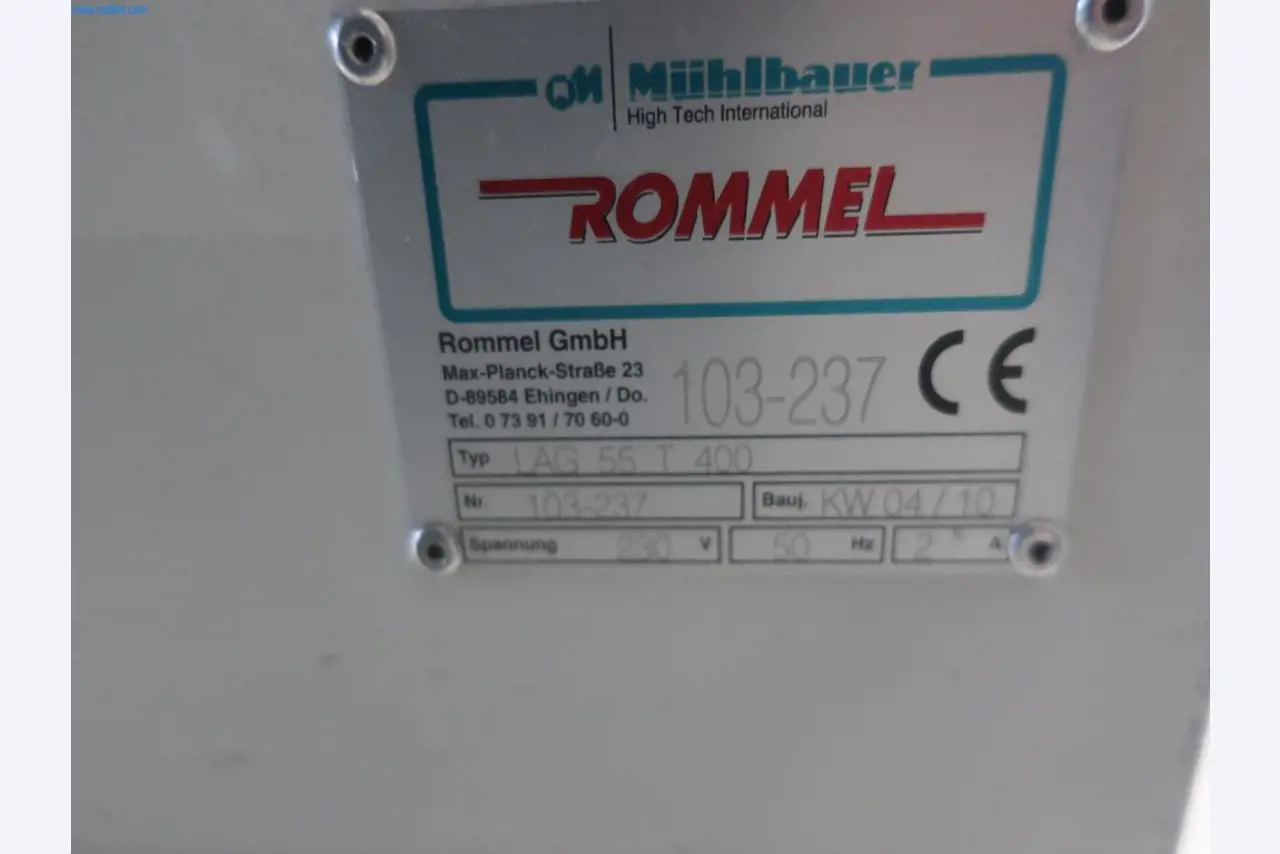 Mühlbauer
High Tech International
ROMMEL
Rommel GmbH
Max-Planck-Straße 23
D-89584 Ehingen / Do.
Tel. 0 73 91 / 70 60-0
103-237
Typ LAG 55 T 400
Nr. 103-237 Bauj. KW 04 / 10
Spannung 230 V 50 Hz 2 A